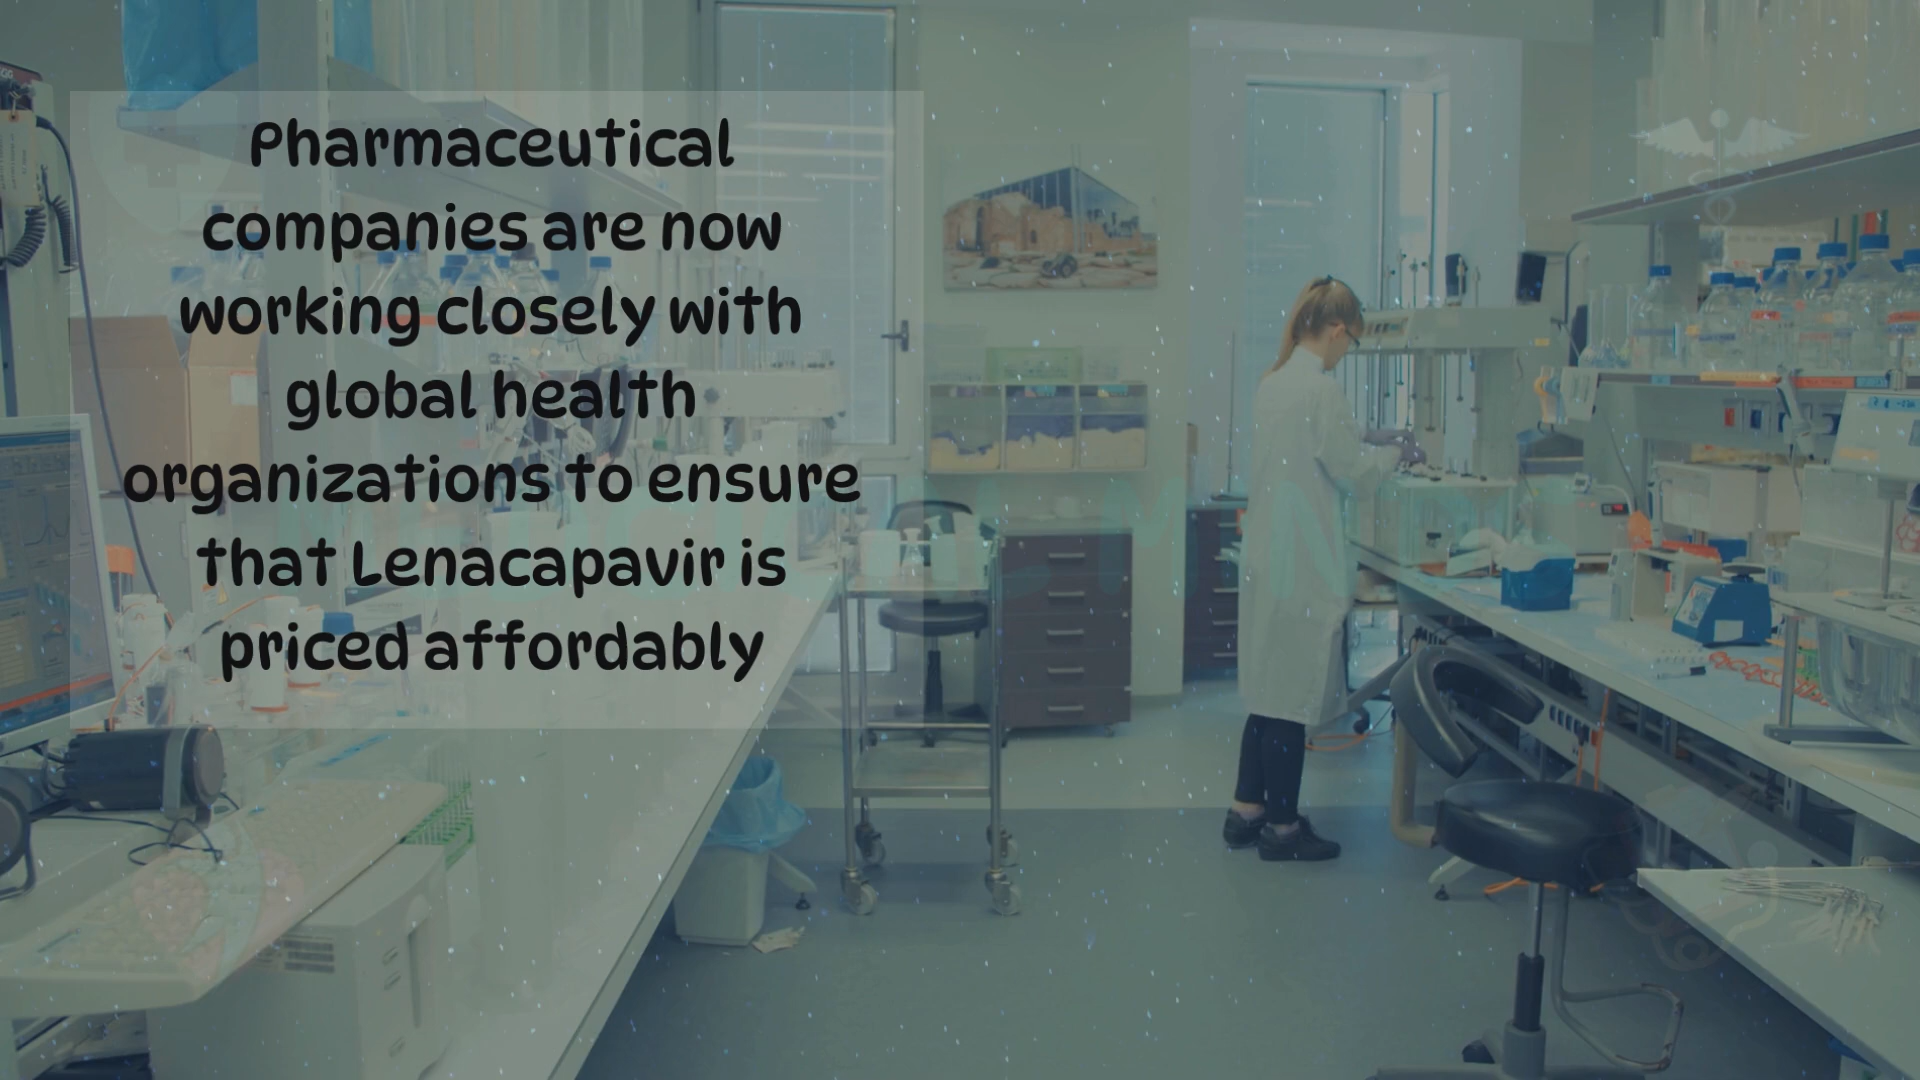 Pharmaceutical
companies are now
working closely with
global health
organizations to ensure
that Lenacapavir is
priced affordably